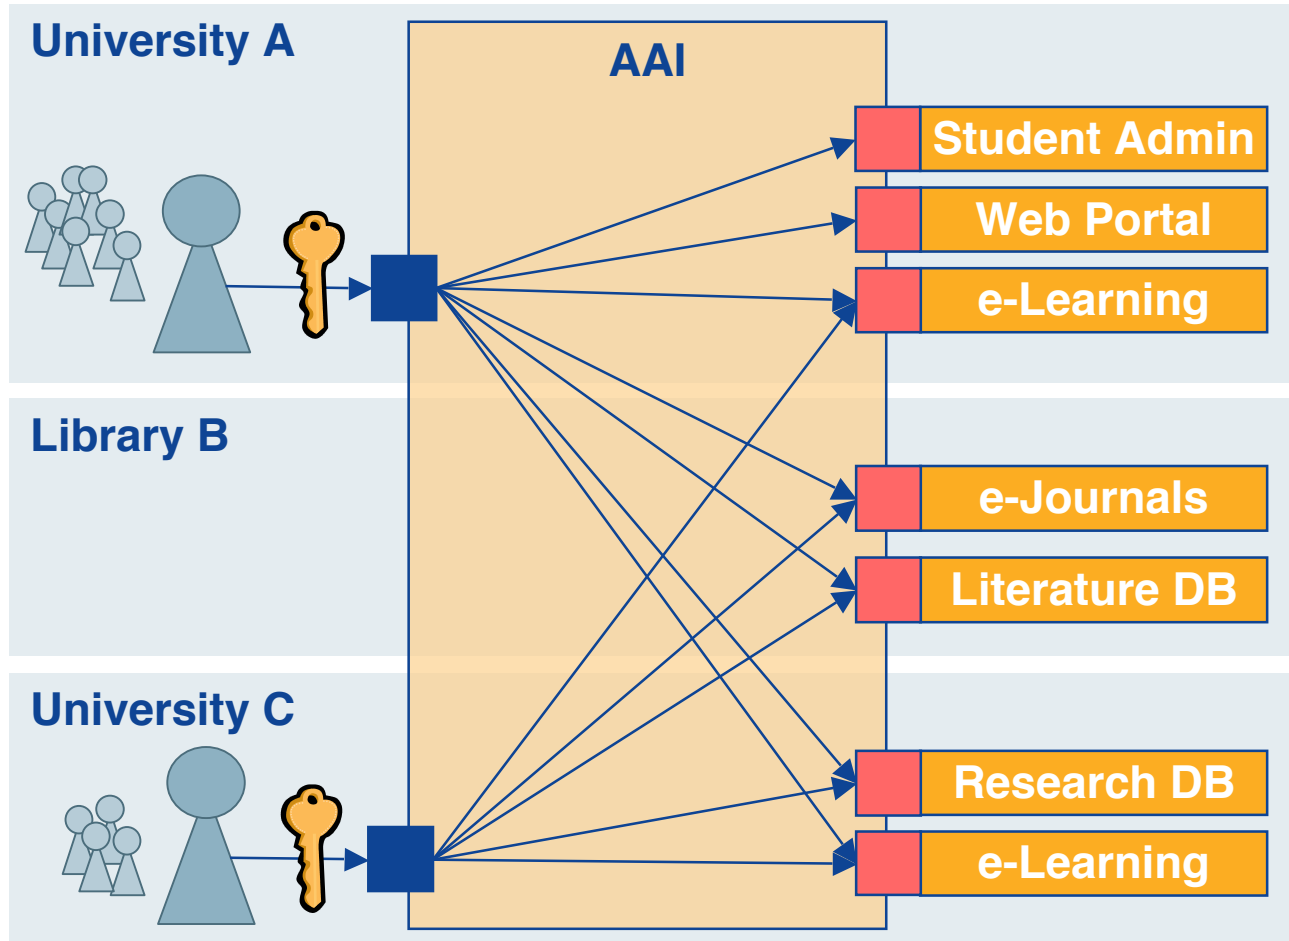 University A
AAI
Student Admin
Web Portal
e-Learning
Library B
e-Journals
Literature DB
University C
Research DB
e-Learning